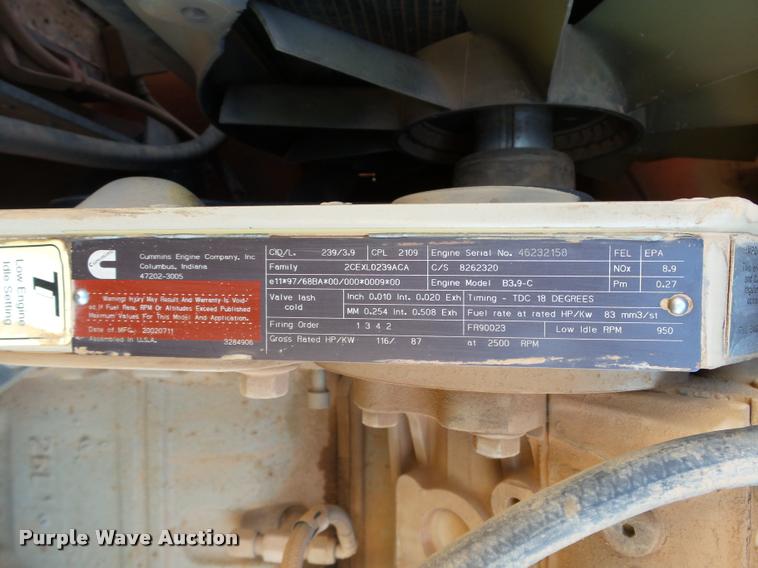 T
Low Engine
Idle Setting
Cummins
Cummins Engine Company, Inc
Columbus, Indiana
47202-3005
Warning: Injury May Result And Warranty Is Void-
ed If Fuel Rate, RPM Or Altitudes Exceed Published
Maximum Values For This Model And Application.
Date of MFG. 20020711
Assembled in U.S.A. 3284906
CID/L. 239/3.9 CPL 2109 Engine Serial No. 46232158 FEL EPA
Family 2CEXL0239ACA C/S 8262320 NOx 8.9
e11*97/68BA*00/000*0009*00 Engine Model B3.9-C Pm 0.27
Valve lash cold Inch 0.010 Int. 0.020 Exh Timing - TDC 18 DEGREES
MM 0.254 Int. 0.508 Exh Fuel rate at rated HP/Kw 83 mm3/st
Firing Order 1 3 4 2 FR90023 Low Idle RPM 950
Gross Rated HP/KW 116/ 87 at 2500 RPM
Purple Wave Auction